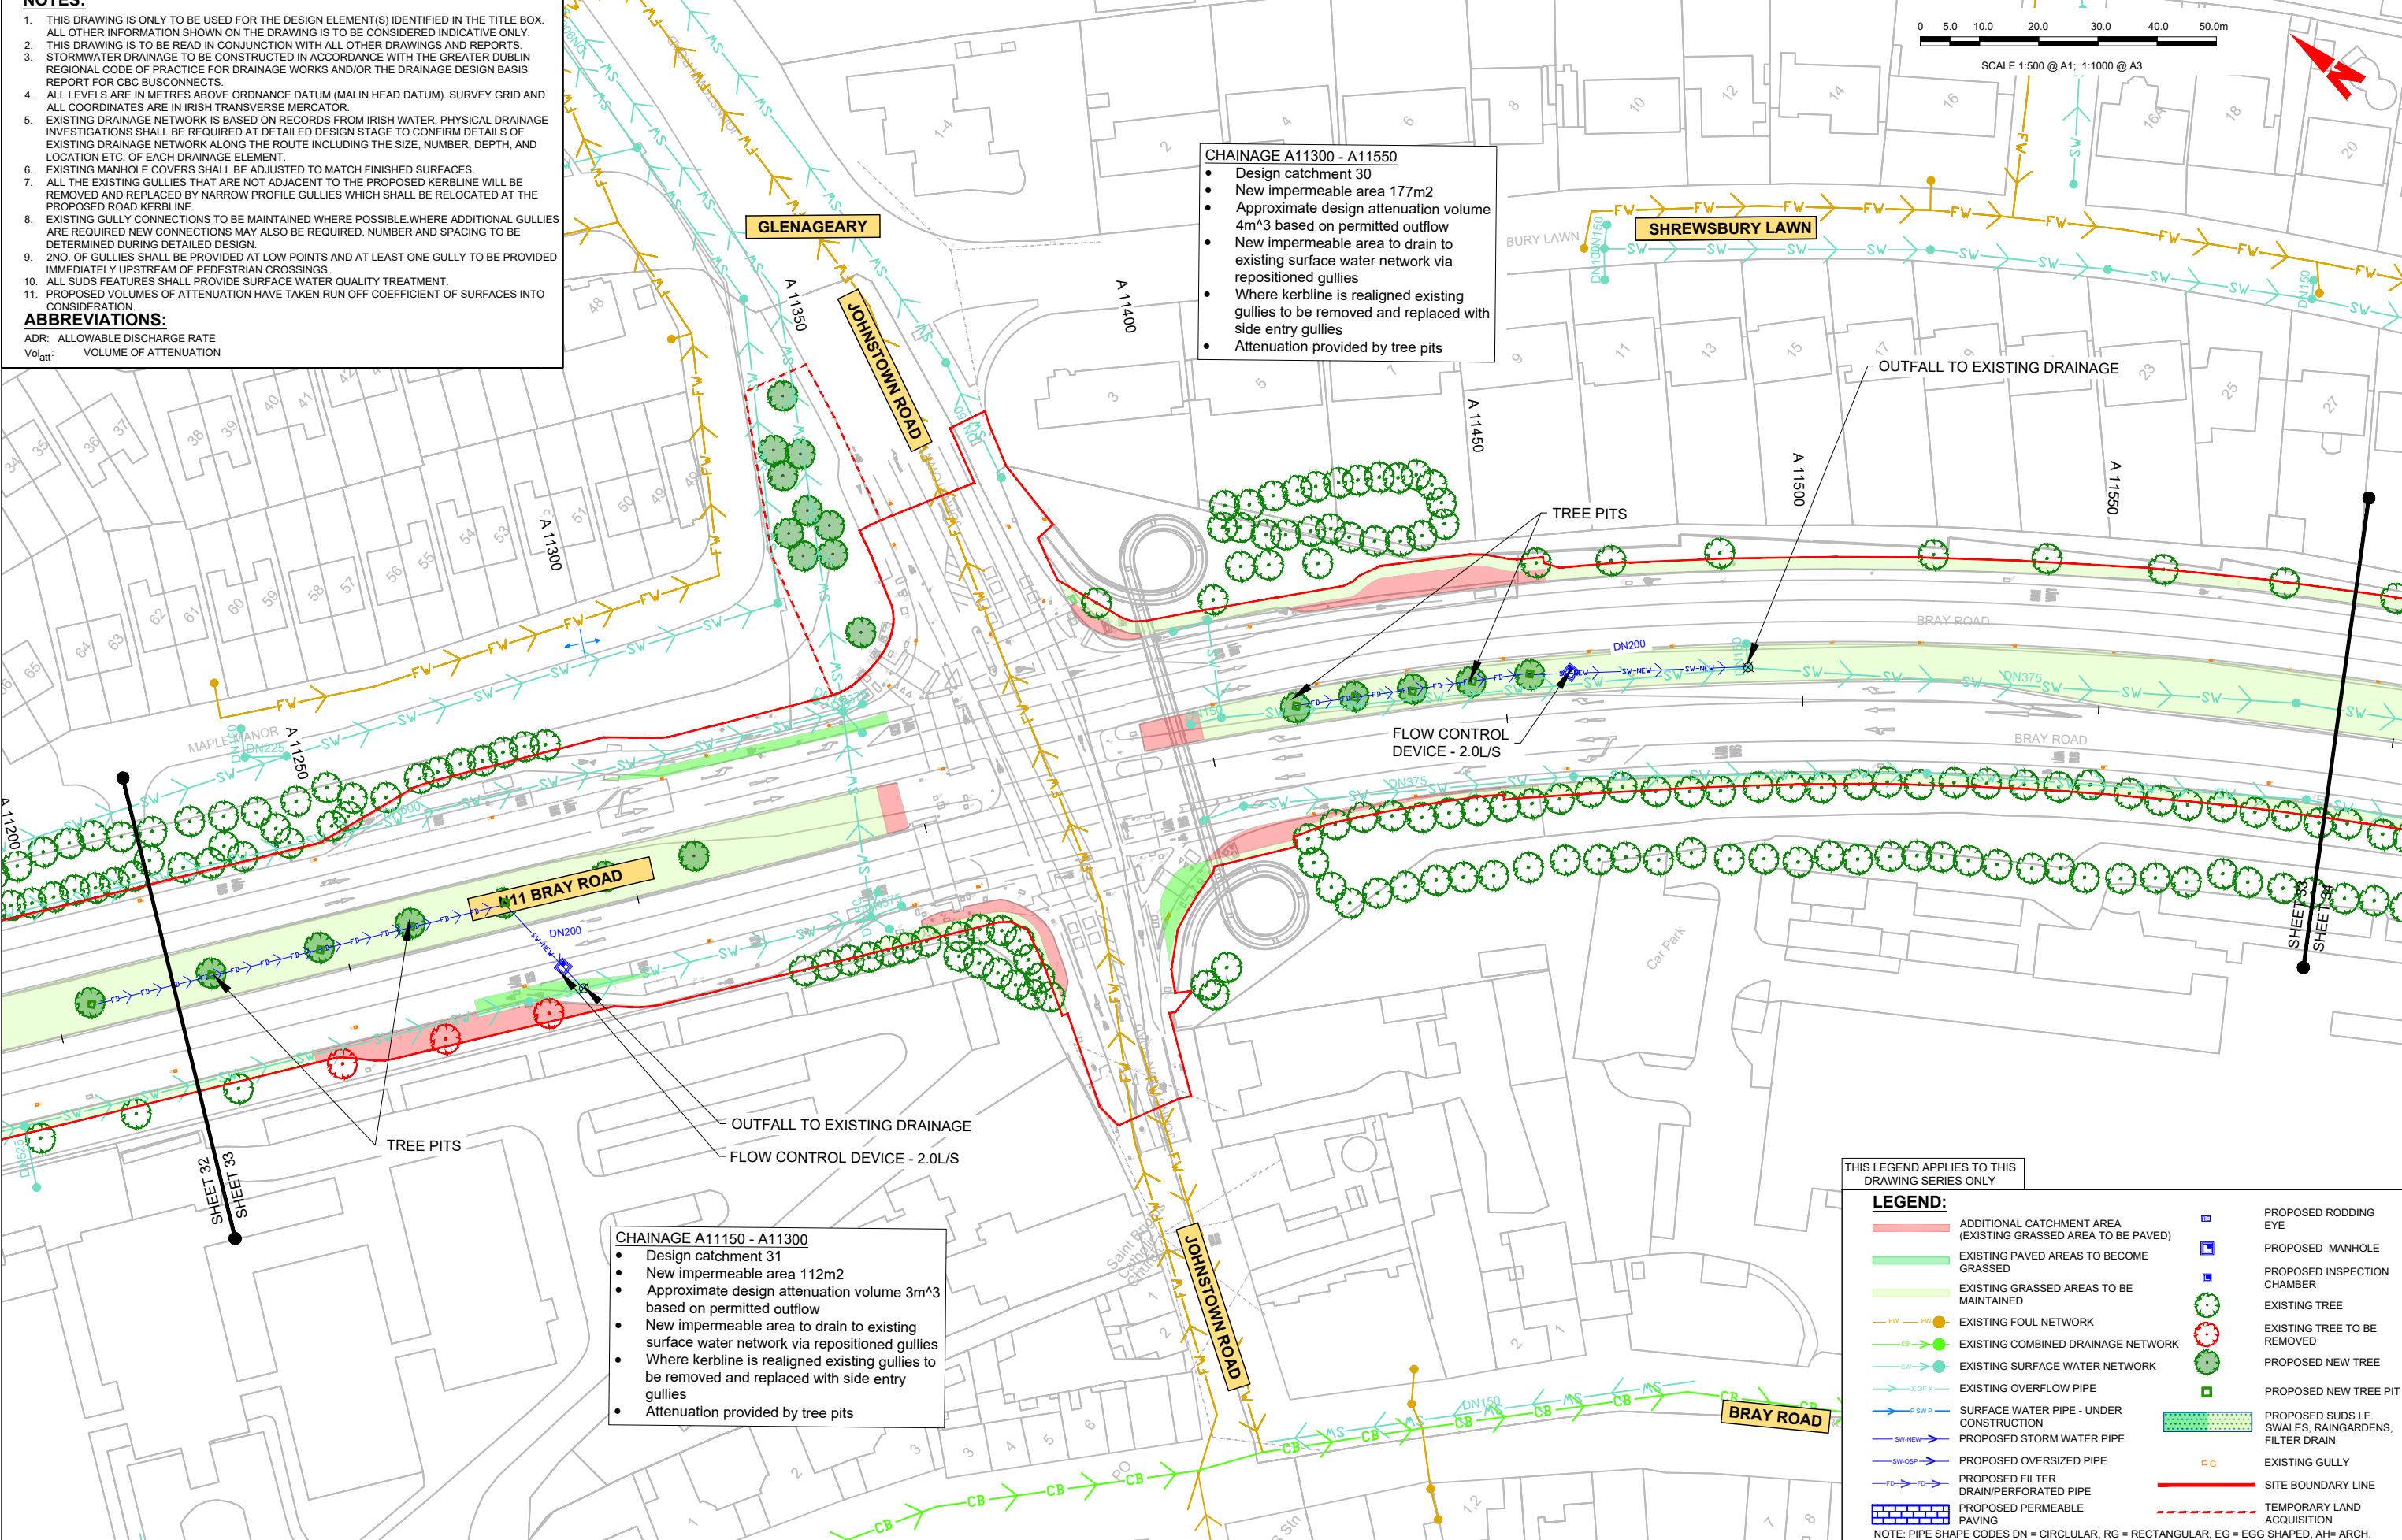 NOTES:
1. THIS DRAWING IS ONLY TO BE USED FOR THE DESIGN ELEMENT(S) IDENTIFIED IN THE TITLE BOX.
ALL OTHER INFORMATION SHOWN ON THE DRAWING IS TO BE CONSIDERED INDICATIVE ONLY.
2. THIS DRAWING IS TO BE READ IN CONJUNCTION WITH ALL OTHER DRAWINGS AND REPORTS.
3. STORMWATER DRAINAGE TO BE CONSTRUCTED IN ACCORDANCE WITH THE GREATER DUBLIN
REGIONAL CODE OF PRACTICE FOR DRAINAGE WORKS AND/OR THE DRAINAGE DESIGN BASIS
REPORT FOR CBC BUSCONNECTS.
4. ALL LEVELS ARE IN METRES ABOVE ORDNANCE DATUM (MALIN HEAD DATUM). SURVEY GRID AND
ALL COORDINATES ARE IN IRISH TRANSVERSE MERCATOR.
5. EXISTING DRAINAGE NETWORK IS BASED ON RECORDS FROM IRISH WATER. PHYSICAL DRAINAGE
INVESTIGATIONS SHALL BE REQUIRED AT DETAILED DESIGN STAGE TO CONFIRM DETAILS OF
EXISTING DRAINAGE NETWORK ALONG THE ROUTE INCLUDING THE SIZE, NUMBER, DEPTH, AND
LOCATION ETC. OF EACH DRAINAGE ELEMENT.
6. EXISTING MANHOLE COVERS SHALL BE ADJUSTED TO MATCH FINISHED SURFACES.
7. ALL THE EXISTING GULLIES THAT ARE NOT ADJACENT TO THE PROPOSED KERBLINE WILL BE
REMOVED AND REPLACED BY NARROW PROFILE GULLIES WHICH SHALL BE RELOCATED AT THE
PROPOSED ROAD KERBLINE.
8. EXISTING GULLY CONNECTIONS TO BE MAINTAINED WHERE POSSIBLE.WHERE ADDITIONAL GULLIES
ARE REQUIRED NEW CONNECTIONS MAY ALSO BE REQUIRED. NUMBER AND SPACING TO BE
DETERMINED DURING DETAILED DESIGN.
9. 2NO. OF GULLIES SHALL BE PROVIDED AT LOW POINTS AND AT LEAST ONE GULLY TO BE PROVIDED
IMMEDIATELY UPSTREAM OF PEDESTRIAN CROSSINGS.
10. ALL SUDS FEATURES SHALL PROVIDE SURFACE WATER QUALITY TREATMENT.
11. PROPOSED VOLUMES OF ATTENUATION HAVE TAKEN RUN OFF COEFFICIENT OF SURFACES INTO
CONSIDERATION.
ABBREVIATIONS:
ADR: ALLOWABLE DISCHARGE RATE
Volatt: VOLUME OF ATTENUATION
0 5.0 10.0 20.0 30.0 40.0 50.0m
SCALE 1:500 @ A1; 1:1000 @ A3
N
GLENAGEARY
JOHNSTOWN ROAD
SHREWSBURY LAWN
CHAINAGE A11300 - A11550
• Design catchment 30
• New impermeable area 177m2
• Approximate design attenuation volume
4m^3 based on permitted outflow
• New impermeable area to drain to
existing surface water network via
repositioned gullies
• Where kerbline is realigned existing
gullies to be removed and replaced with
side entry gullies
• Attenuation provided by tree pits
A 11200
A 11250
A 11300
A 11350
A 11400
A 11450
A 11500
A 11550
OUTFALL TO EXISTING DRAINAGE
TREE PITS
FLOW CONTROL
DEVICE - 2.0L/S
DN200
DN375
BRAY ROAD
BRAY ROAD
DN375
MAPLE MANOR
DN225
N11 BRAY ROAD
DN200
TREE PITS
OUTFALL TO EXISTING DRAINAGE
FLOW CONTROL DEVICE - 2.0L/S
SHEET 32
SHEET 33
SHEET 33
SHEET 34
Car Park
CHAINAGE A11150 - A11300
• Design catchment 31
• New impermeable area 112m2
• Approximate design attenuation volume 3m^3
based on permitted outflow
• New impermeable area to drain to existing
surface water network via repositioned gullies
• Where kerbline is realigned existing gullies to
be removed and replaced with side entry
gullies
• Attenuation provided by tree pits
JOHNSTOWN ROAD
DN150
BRAY ROAD
THIS LEGEND APPLIES TO THIS
DRAWING SERIES ONLY
LEGEND:
ADDITIONAL CATCHMENT AREA
(EXISTING GRASSED AREA TO BE PAVED)
EXISTING PAVED AREAS TO BECOME
GRASSED
EXISTING GRASSED AREAS TO BE
MAINTAINED
EXISTING FOUL NETWORK
EXISTING COMBINED DRAINAGE NETWORK
EXISTING SURFACE WATER NETWORK
EXISTING OVERFLOW PIPE
SURFACE WATER PIPE - UNDER
CONSTRUCTION
PROPOSED STORM WATER PIPE
PROPOSED OVERSIZED PIPE
PROPOSED FILTER
DRAIN/PERFORATED PIPE
PROPOSED PERMEABLE
PAVING
PROPOSED RODDING
EYE
PROPOSED MANHOLE
PROPOSED INSPECTION
CHAMBER
EXISTING TREE
EXISTING TREE TO BE
REMOVED
PROPOSED NEW TREE
PROPOSED NEW TREE PIT
PROPOSED SUDS I.E.
SWALES, RAINGARDENS,
FILTER DRAIN
EXISTING GULLY
SITE BOUNDARY LINE
TEMPORARY LAND
ACQUISITION
NOTE: PIPE SHAPE CODES DN = CIRCULAR, RG = RECTANGULAR, EG = EGG SHAPED, AH= ARCH.